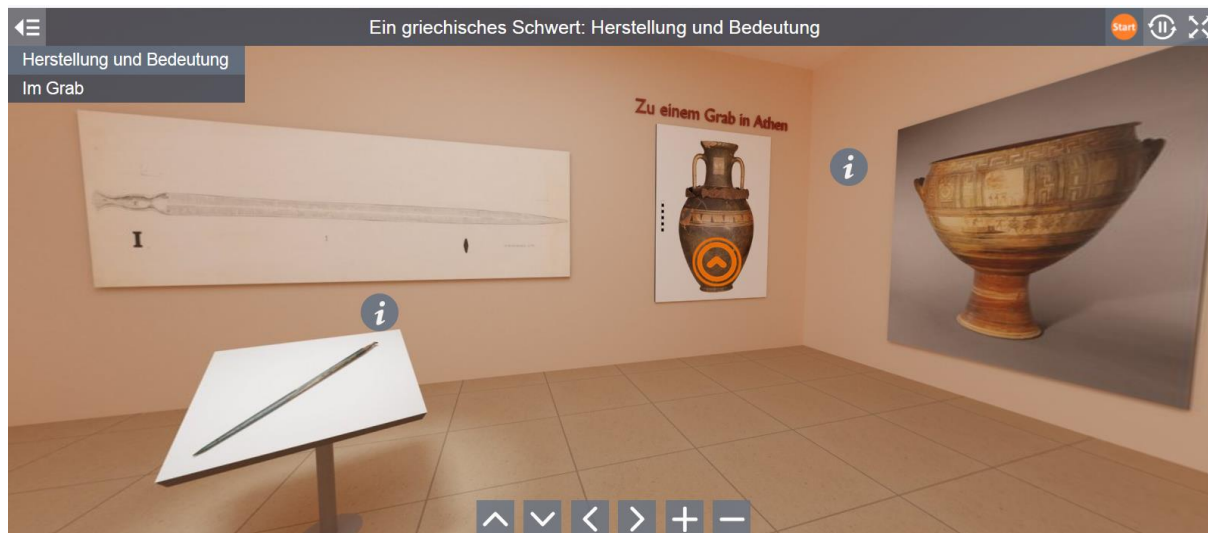 Ein griechisches Schwert: Herstellung und Bedeutung
Start
Herstellung und Bedeutung
Im Grab
Zu einem Grab in Athen
i
i
I